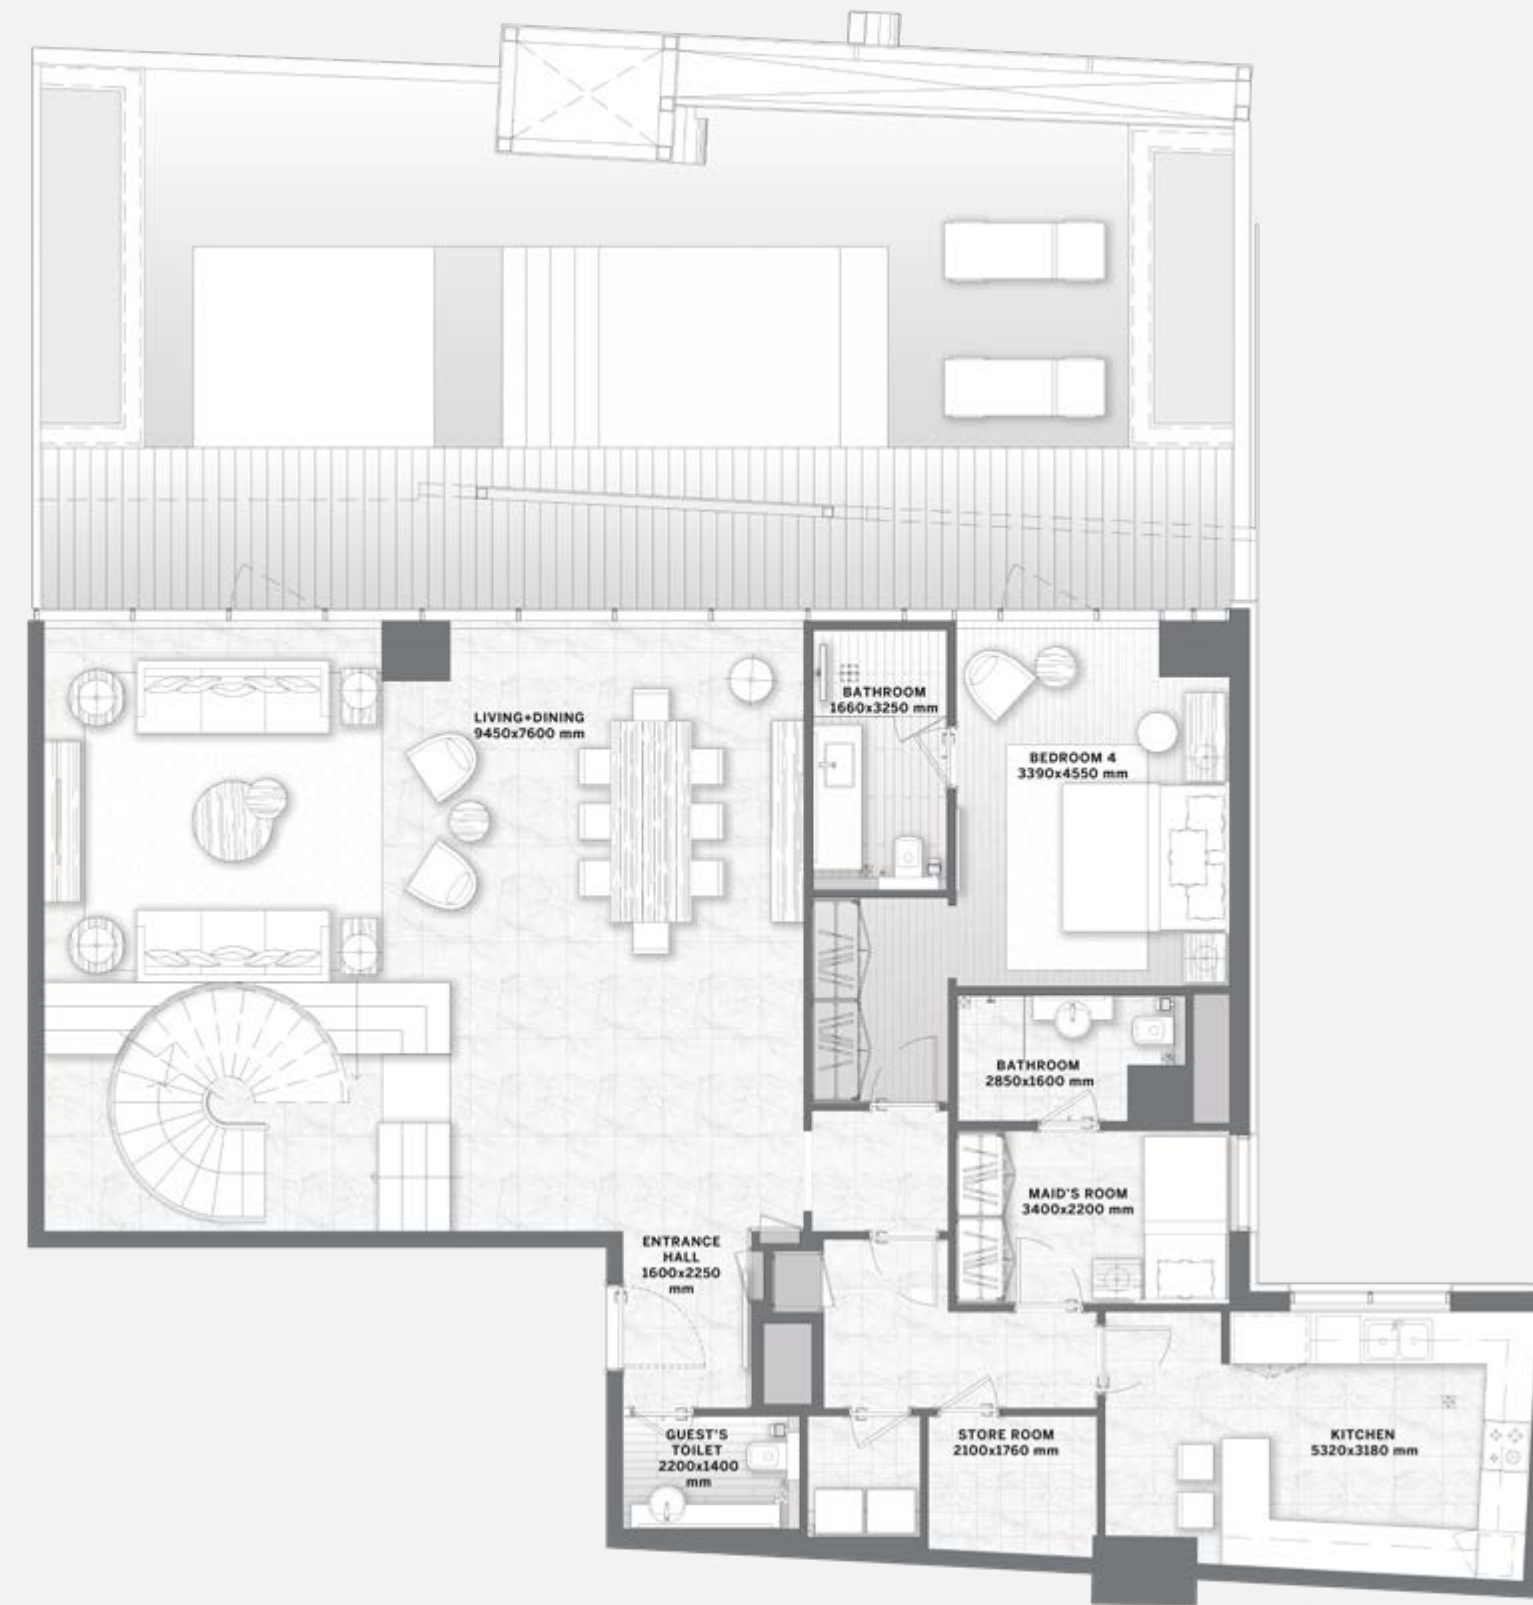 BATHROOM
1660x3250 mm
LIVING+DINING
9450x7600 mm
BEDROOM 4
3390x4550 mm
BATHROOM
2850x1600 mm
MAID'S ROOM
3400x2200 mm
ENTRANCE
HALL
1600x2250
mm
GUEST'S
TOILET
2200x1400
mm
STORE ROOM
2100x1760 mm
KITCHEN
5320x3180 mm